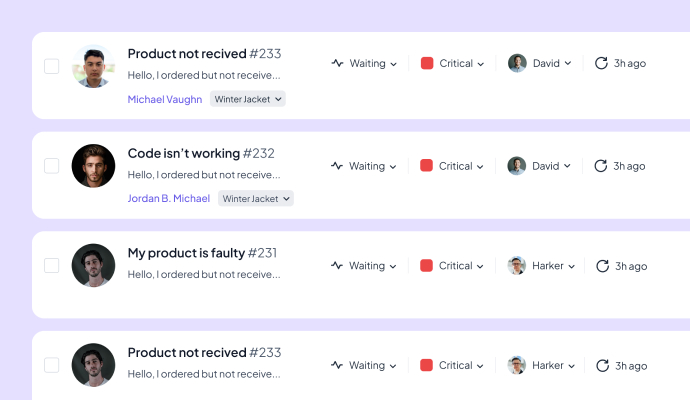 Product not recived #233
Waiting Critical David 3h ago
Hello, I ordered but not receive...
Michael Vaughn Winter Jacket
Code isn't working #232
Waiting Critical David 3h ago
Hello, I ordered but not receive...
Jordan B. Michael Winter Jacket
My product is faulty #231
Waiting Critical Harker 3h ago
Hello, I ordered but not receive...
Product not recived #233
Waiting Critical Harker 3h ago
Hello, I ordered but not receive...